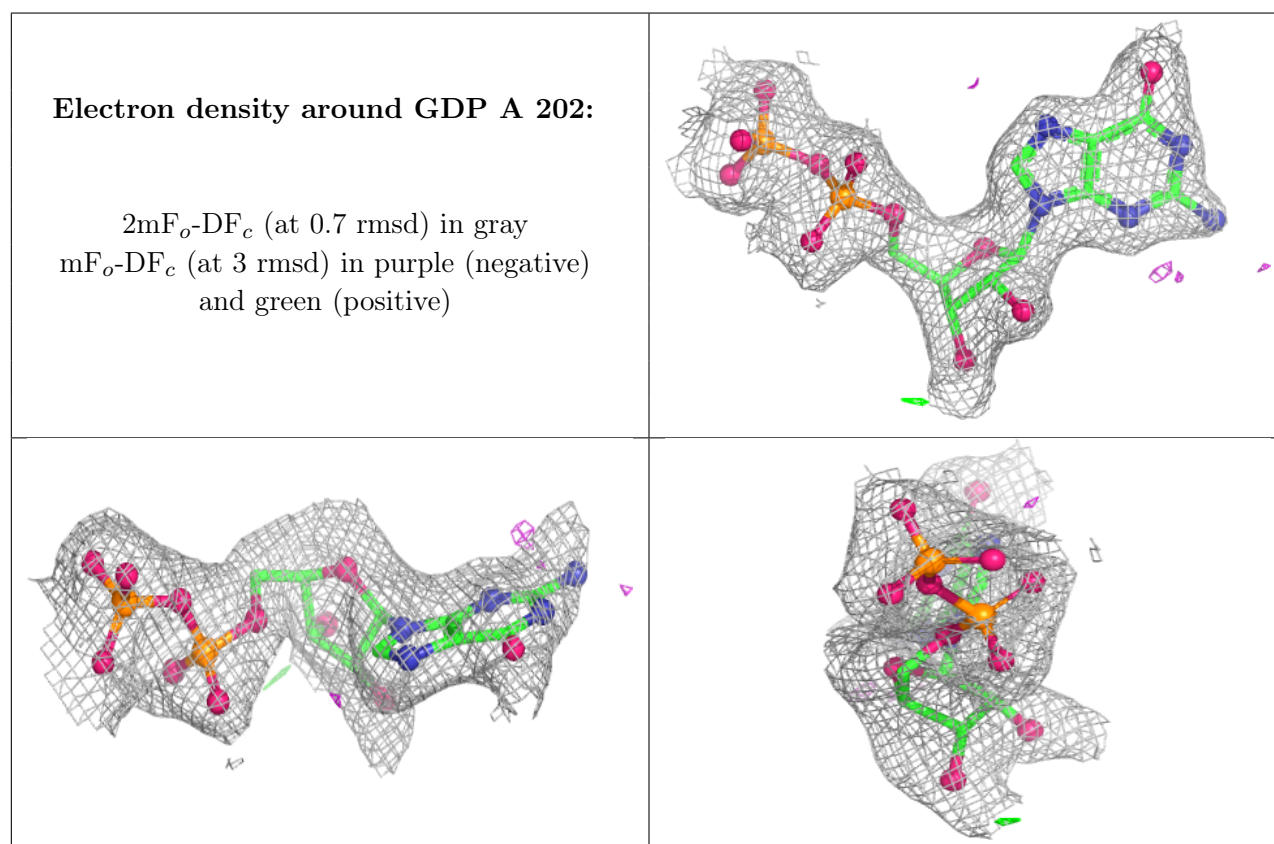 Electron density around GDP A 202:
2mFo-DFc (at 0.7 rmsd) in gray
mFo-DFc (at 3 rmsd) in purple (negative)
and green (positive)